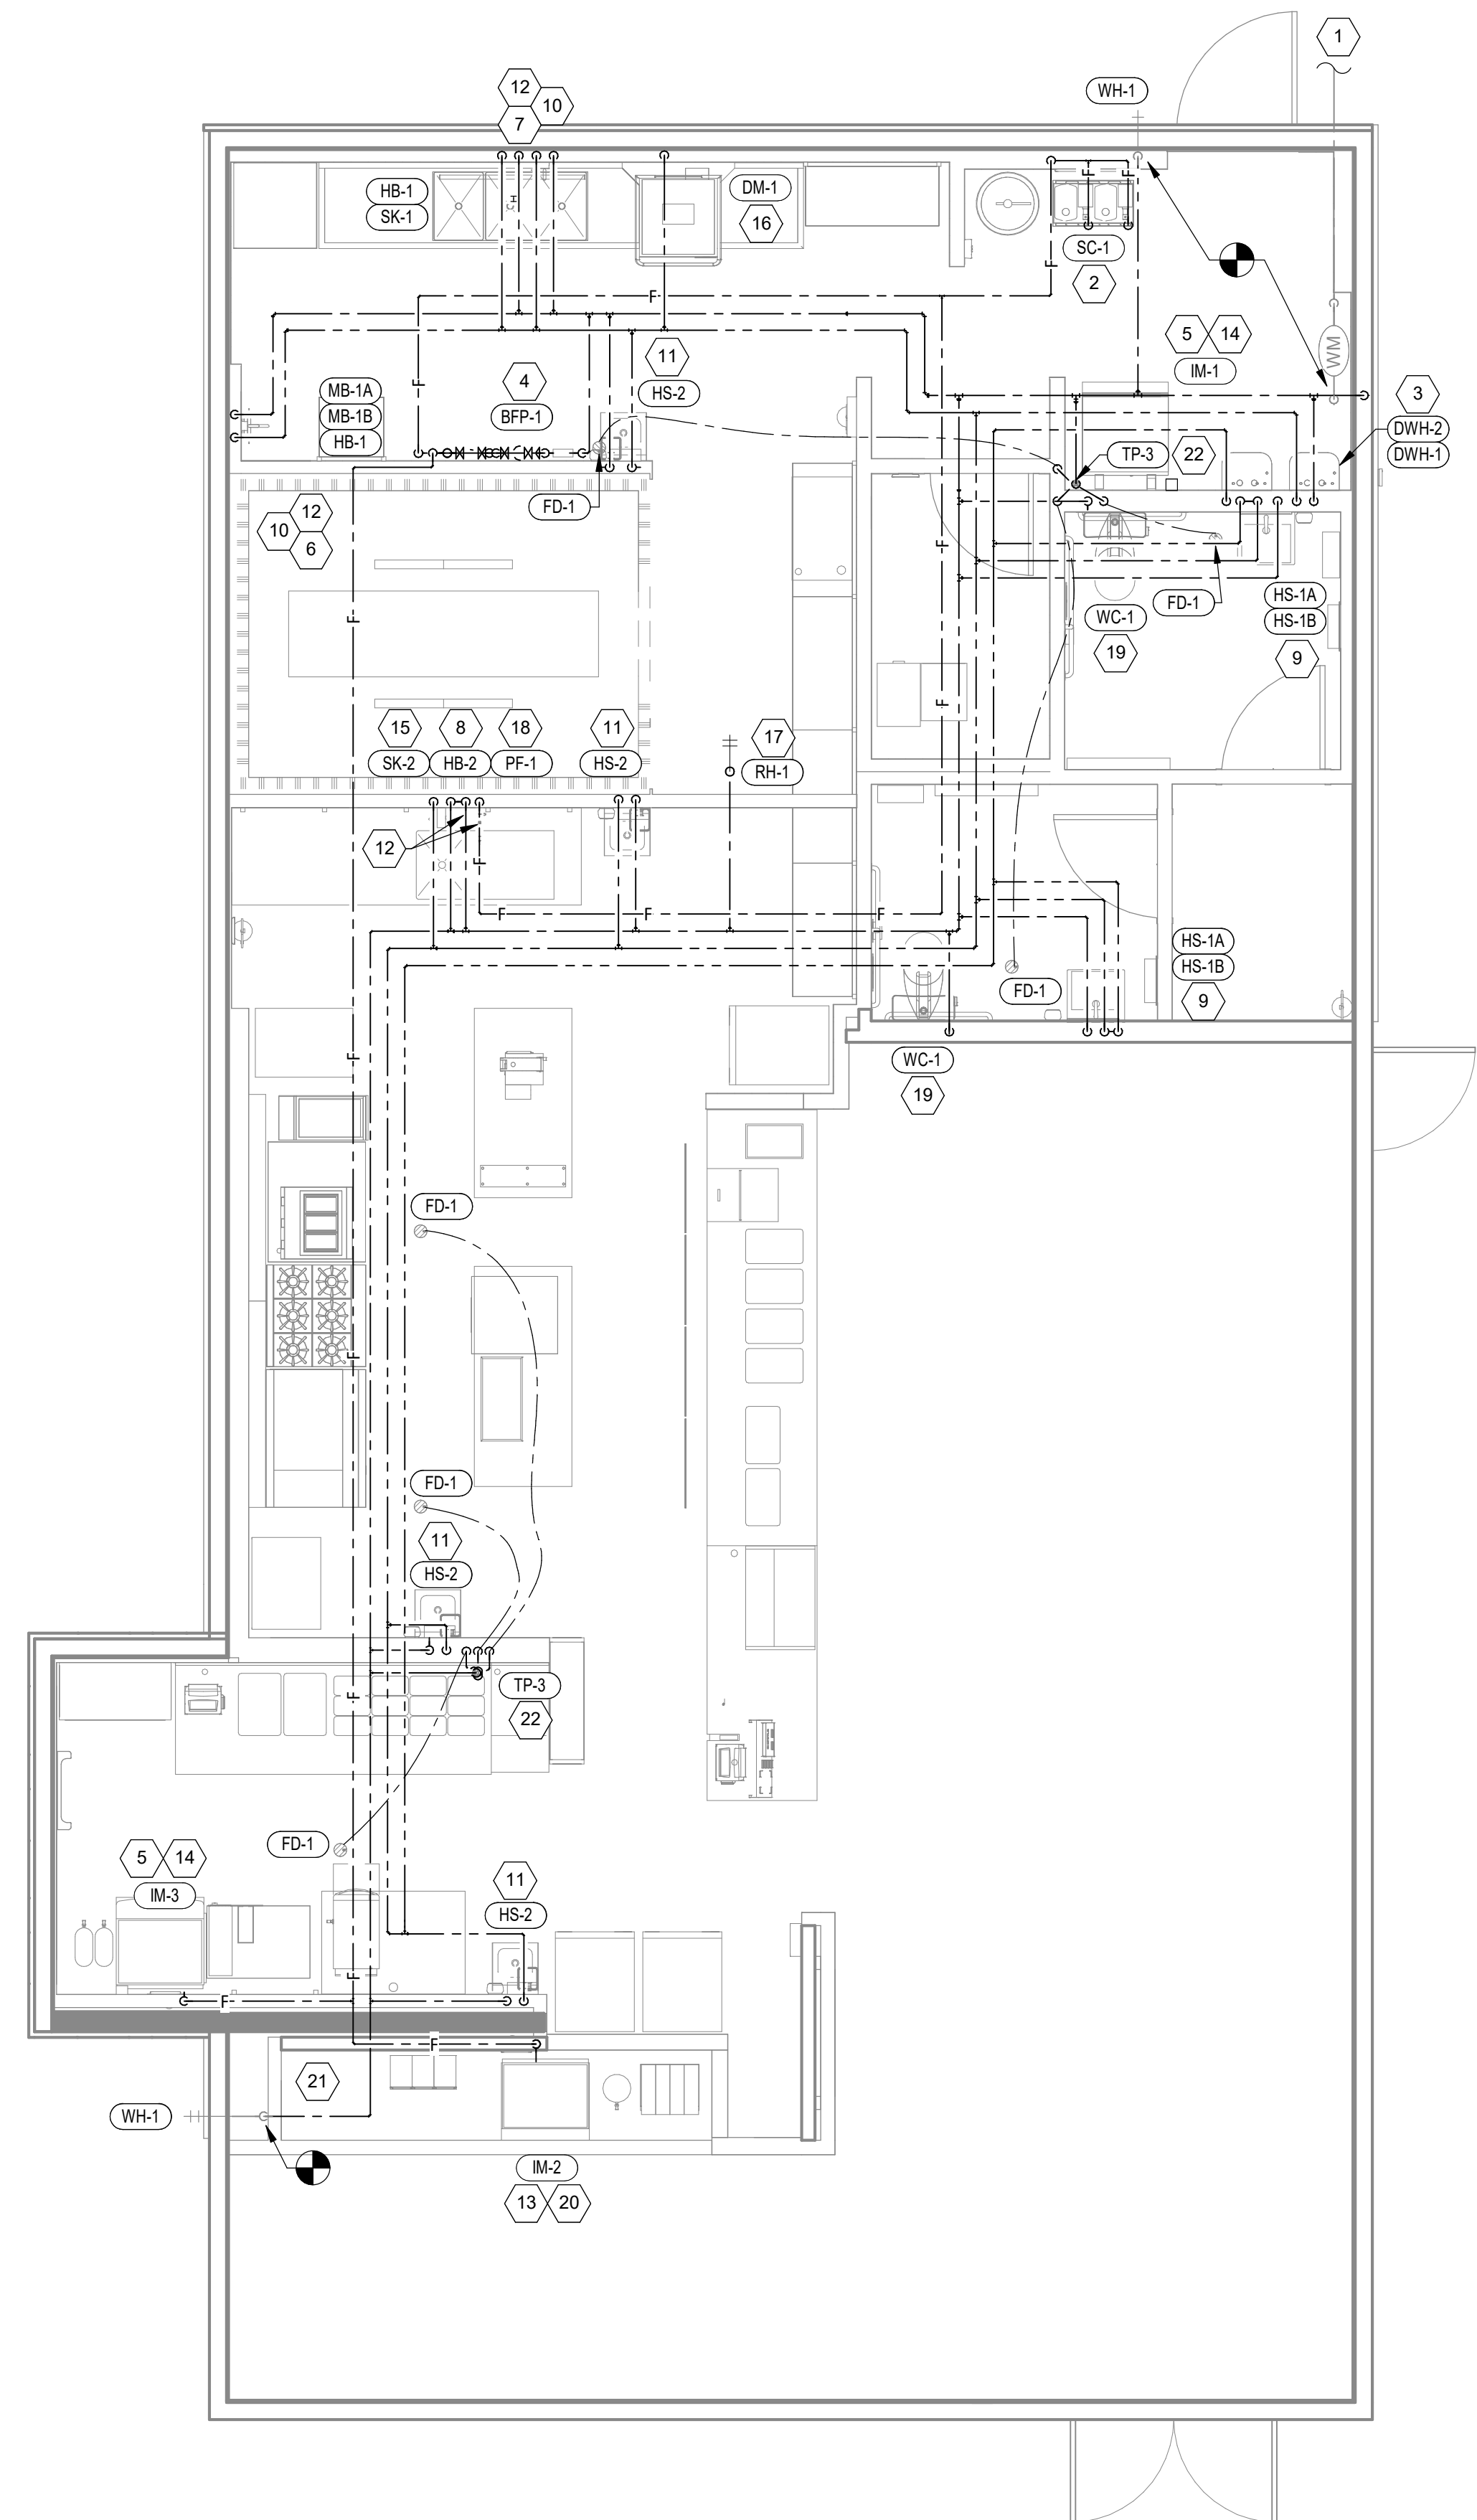 1
12
10
7
WH-1
HB-1
SK-1
DM-1
16
SC-1
2
F
F
F
F
C H
5 14
IM-1
WM
11
HS-2
4
BFP-1
MB-1A
MB-1B
HB-1
F
3
DWH-2
DWH-1
TP-3 22
FD-1
12
10
6
F
F
WC-1
19
FD-1
HS-1A
HS-1B
9
15 8 18 11
SK-2 HB-2 PF-1 HS-2
17
RH-1
F
12
F
F F F
HS-1A
HS-1B
9
FD-1
F
WC-1
19
FD-1
F
FD-1
11
HS-2
TP-3
22
F
FD-1
5 14
IM-3
11
HS-2
F
F
F
21
WH-1
IM-2
13 20